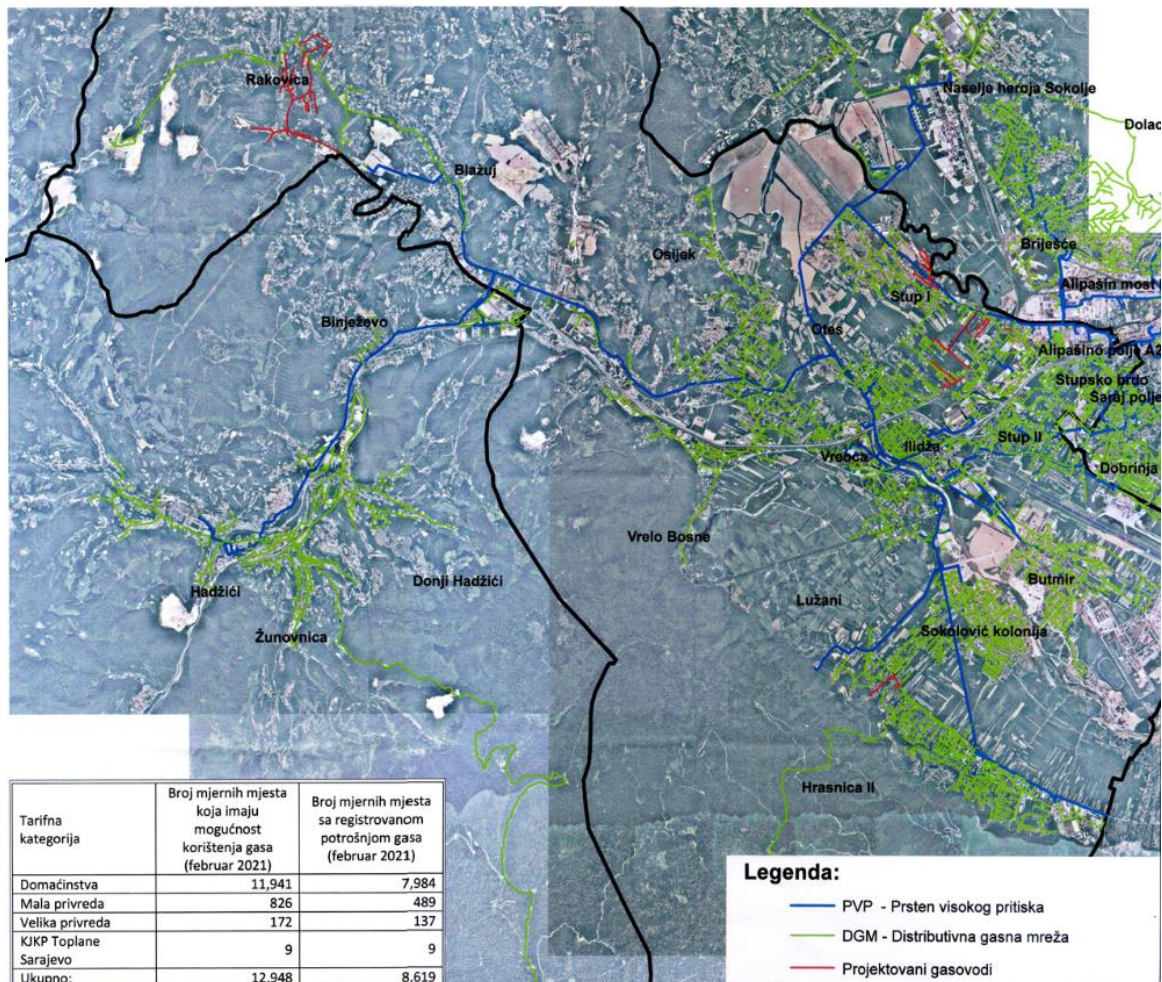 Rakovica
Blažuj
Binježevo
Hadžići
Žunovnica
Donji Hadžići
Naselje heroja Sokolje
Dolac
Briješće
Alipašin most
Osijek
Stup I
Otes
Alipašino polje A2
Stupsko brdo
Saraj polje
Stup II
Ilidža
Vreoca
Dobrinja
Vrelo Bosne
Butmir
Lužani
Sokolović kolonija
Hrasnica II
Tarifna kategorija
Broj mjernih mjesta koja imaju mogućnost korištenja gasa (februar 2021)
Broj mjernih mjesta sa registrovanom potrošnjom gasa (februar 2021)
Domaćinstva 11,941 7,984
Mala privreda 826 489
Velika privreda 172 137
KJKP Toplane Sarajevo 9 9
Ukupno: 12,948 8,619
Legenda:
PVP - Prsten visokog pritiska
DGM - Distributivna gasna mreža
Projektovani gasovodi